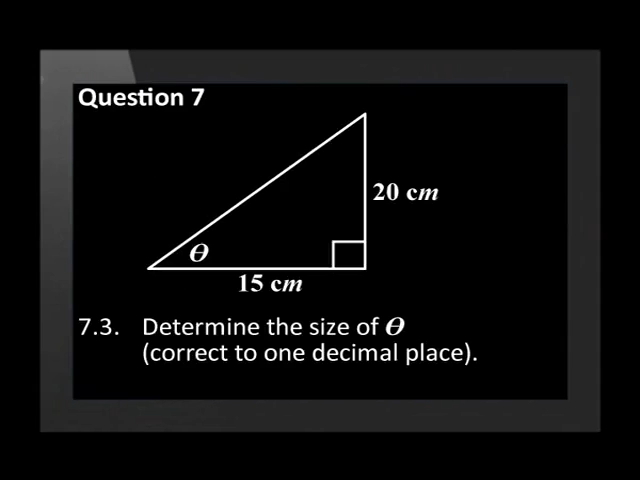 Question 7
20 cm
θ
15 cm
7.3. Determine the size of θ
(correct to one decimal place).